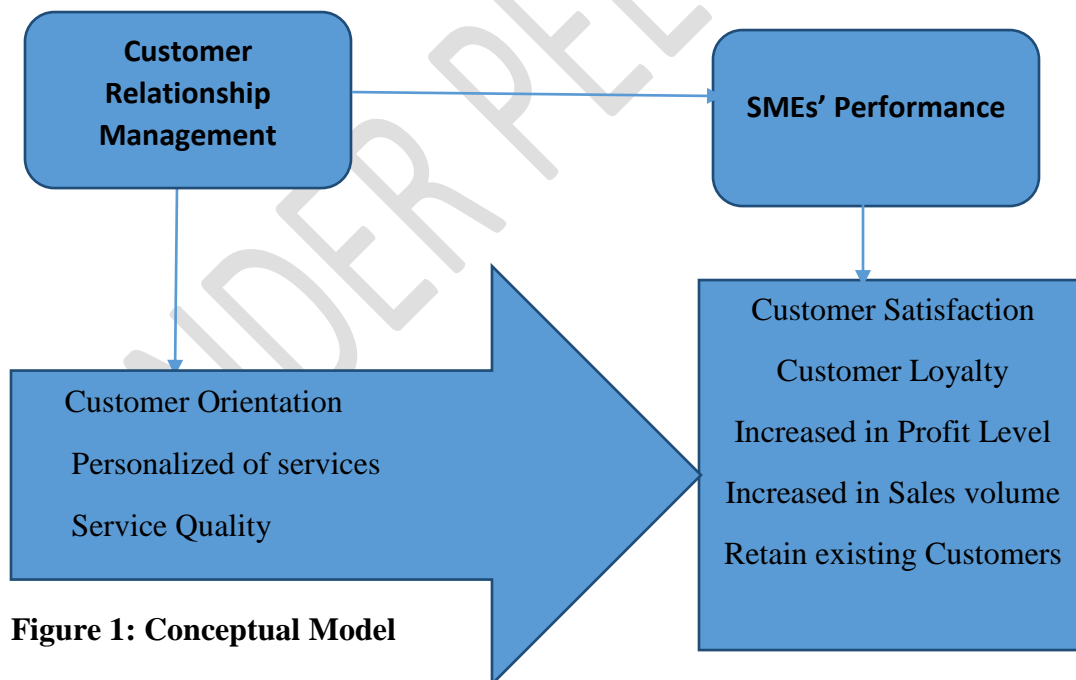 Customer
Relationship
Management
SMEs' Performance
Customer Orientation
Personalized of services
Service Quality
Customer Satisfaction
Customer Loyalty
Increased in Profit Level
Increased in Sales volume
Retain existing Customers
Figure 1: Conceptual Model